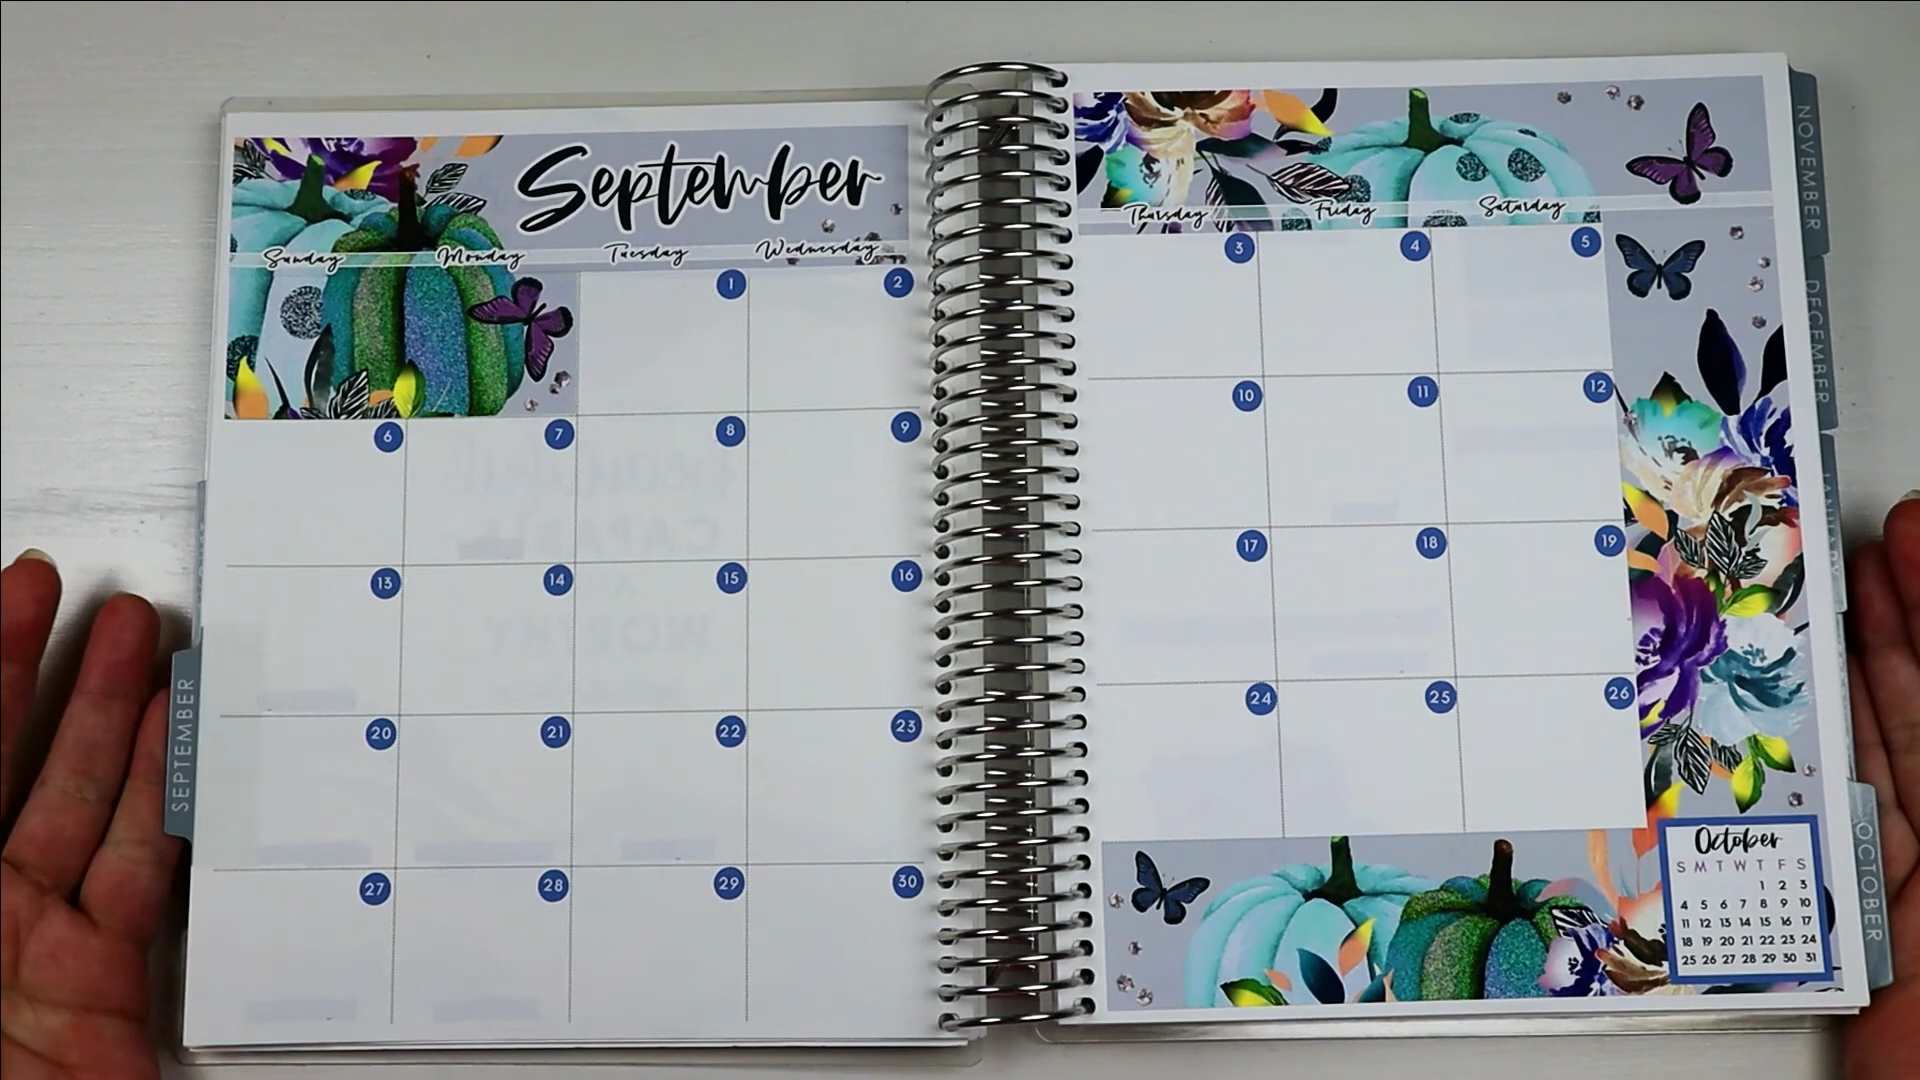 September
Sunday Monday Tuesday Wednesday
Thursday Friday Saturday
1 2 3 4 5
6 7 8 9 10 11 12
13 14 15 16 17 18 19
20 21 22 23 24 25 26
27 28 29 30
October
S M T W T F S
1 2 3
4 5 6 7 8 9 10
11 12 13 14 15 16 17
18 19 20 21 22 23 24
25 26 27 28 29 30 31
SEPTEMBER
NOVEMBER
DECEMBER
JANUARY
OCTOBER